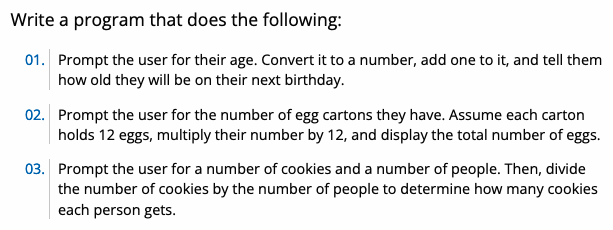 Write a program that does the following:
01. Prompt the user for their age. Convert it to a number, add one to it, and tell them
how old they will be on their next birthday.
02. Prompt the user for the number of egg cartons they have. Assume each carton
holds 12 eggs, multiply their number by 12, and display the total number of eggs.
03. Prompt the user for a number of cookies and a number of people. Then, divide
the number of cookies by the number of people to determine how many cookies
each person gets.